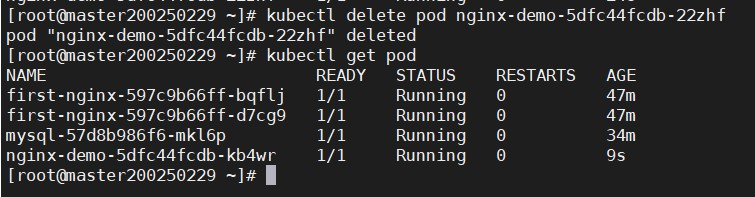 [root@master200250229 ~]# kubectl delete pod nginx-demo-5dfc44fcdb-22zhf
pod "nginx-demo-5dfc44fcdb-22zhf" deleted
[root@master200250229 ~]# kubectl get pod
NAME READY STATUS RESTARTS AGE
first-nginx-597c9b66ff-bqflj 1/1 Running 0 47m
first-nginx-597c9b66ff-d7cg9 1/1 Running 0 47m
mysql-57d8b986f6-mkl6p 1/1 Running 0 34m
nginx-demo-5dfc44fcdb-kb4wr 1/1 Running 0 9s
[root@master200250229 ~]#